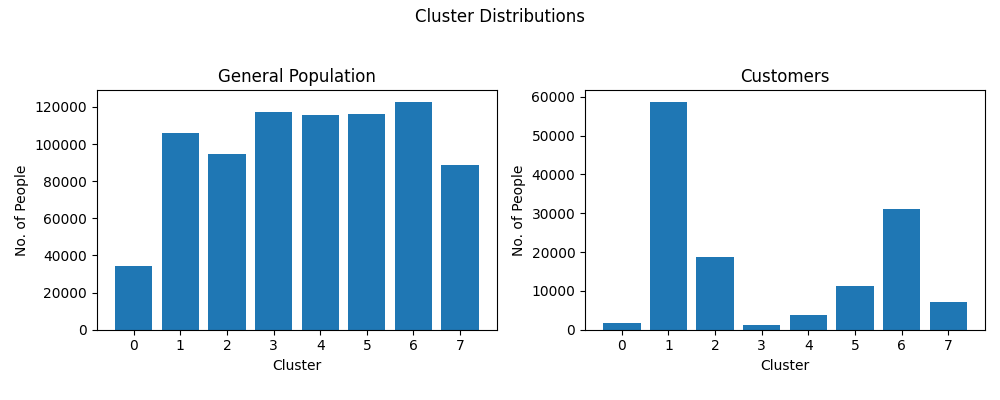 Cluster Distributions
General Population
120000
100000
80000
60000
40000
20000
0
No. of People
0 1 2 3 4 5 6 7
Cluster
Customers
60000
50000
40000
30000
20000
10000
0
No. of People
0 1 2 3 4 5 6 7
Cluster